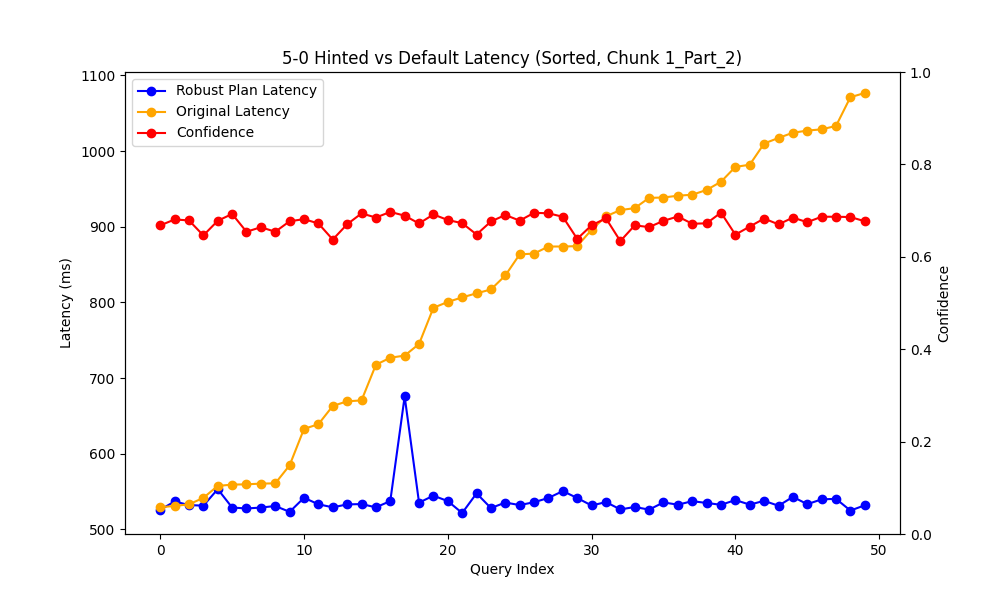 5-0 Hinted vs Default Latency (Sorted, Chunk 1_Part_2)
Robust Plan Latency
Original Latency
Confidence
1100
1000
900
800
700
600
500
Latency (ms)
1.0
0.8
0.6
0.4
0.2
0.0
Confidence
0 10 20 30 40 50
Query Index